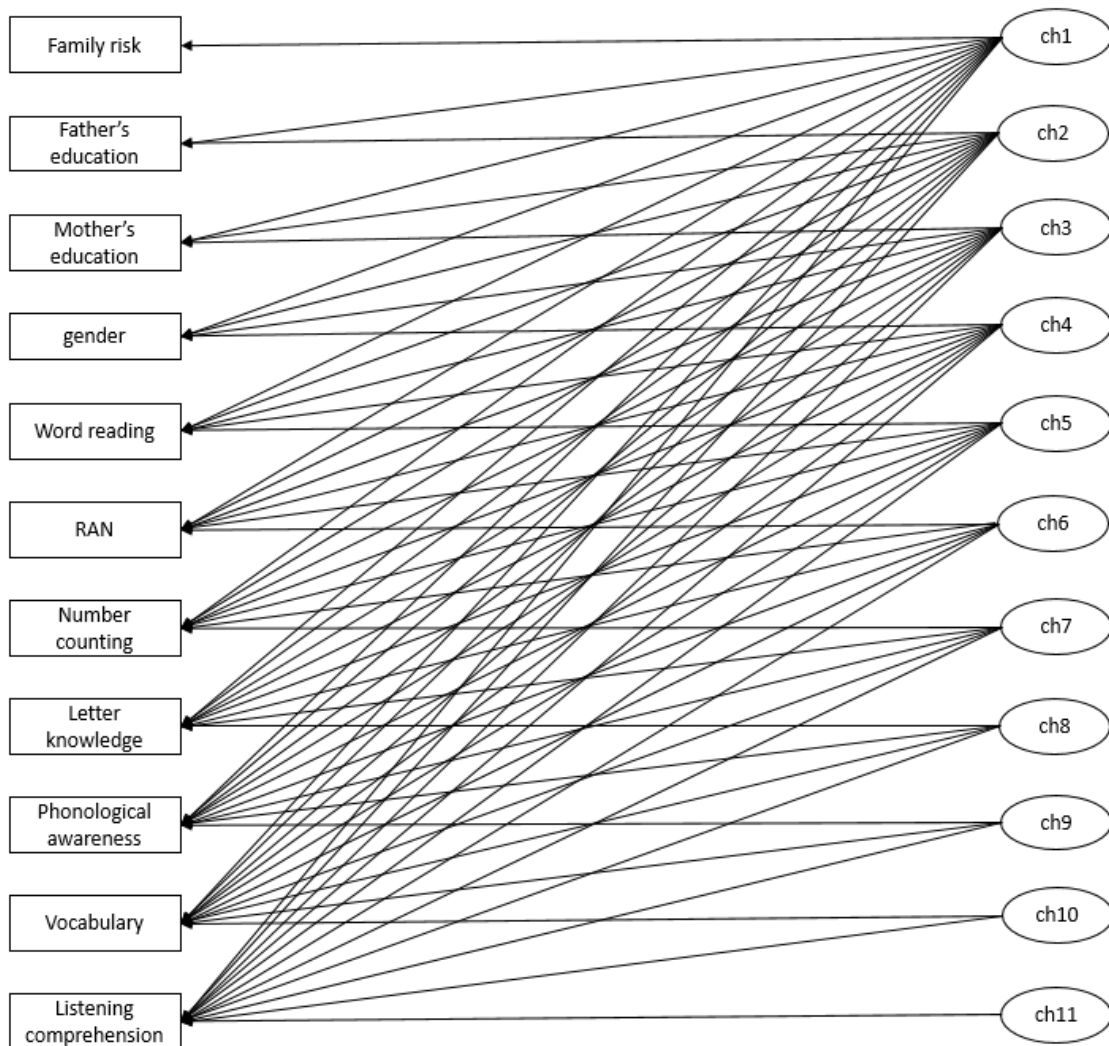 Family risk
ch1
Father's
education
ch2
Mother's
education
ch3
gender
ch4
Word reading
ch5
RAN
ch6
Number
counting
ch7
Letter
knowledge
ch8
Phonological
awareness
ch9
Vocabulary
ch10
Listening
comprehension
ch11